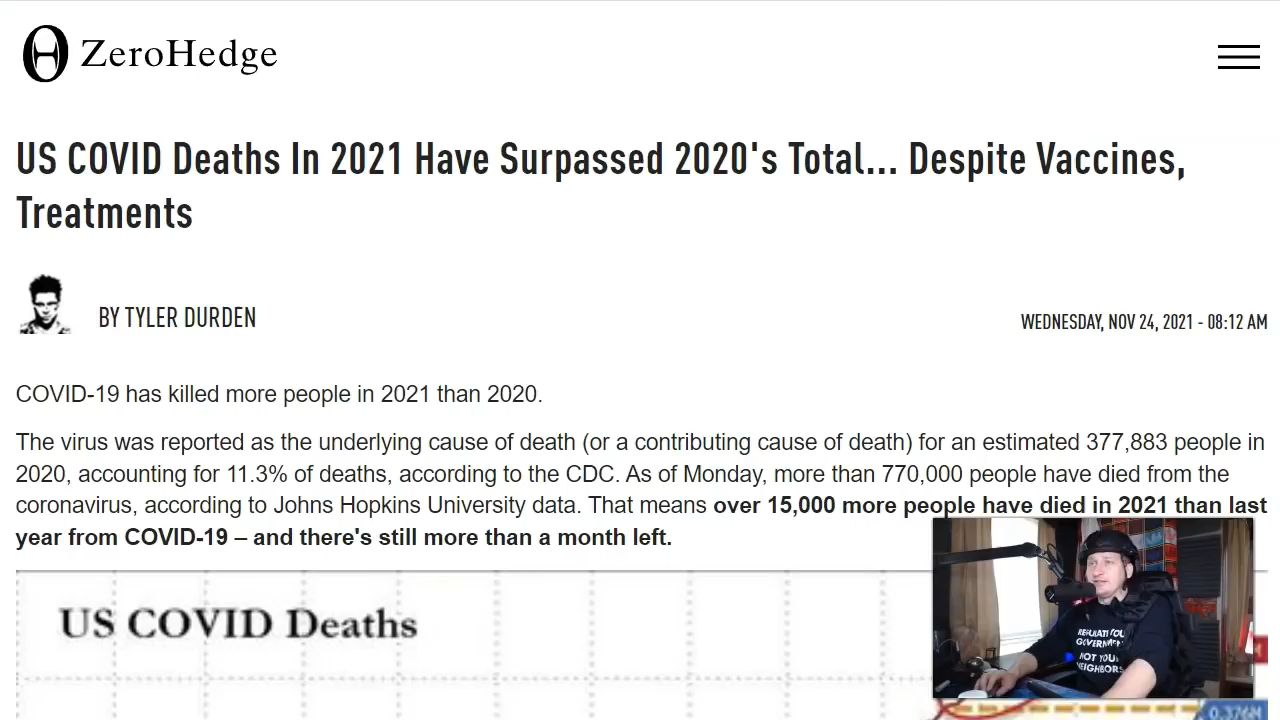 ZeroHedge
US COVID Deaths In 2021 Have Surpassed 2020's Total... Despite Vaccines,
Treatments
BY TYLER DURDEN
WEDNESDAY, NOV 24, 2021 - 08:12 AM
COVID-19 has killed more people in 2021 than 2020.
The virus was reported as the underlying cause of death (or a contributing cause of death) for an estimated 377,883 people in
2020, accounting for 11.3% of deaths, according to the CDC. As of Monday, more than 770,000 people have died from the
coronavirus, according to Johns Hopkins University data. That means over 15,000 more people have died in 2021 than last
year from COVID-19 – and there's still more than a month left.
US COVID Deaths
NOT YOUR
NEIGHBORS